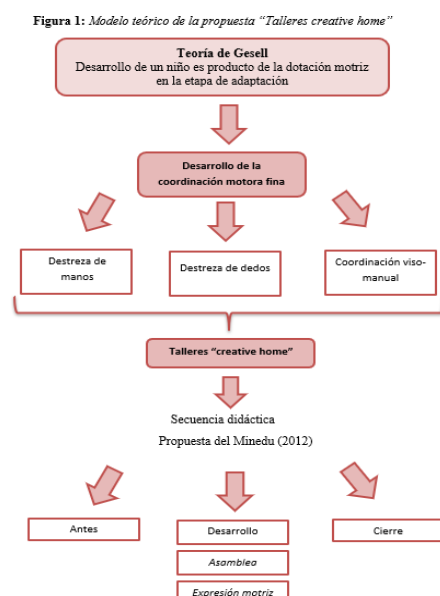 Figura 1: Modelo teórico de la propuesta “Talleres creative home”
Teoría de Gesell
Desarrollo de un niño es producto de la dotación motriz
en la etapa de adaptación
Desarrollo de la
coordinación motora fina
Destreza de
manos
Destreza de dedos
Coordinación viso-
manual
Talleres “creative home”
Secuencia didáctica
Propuesta del Minedu (2012)
Antes
Desarrollo
Cierre
Asamblea
Expresión motriz